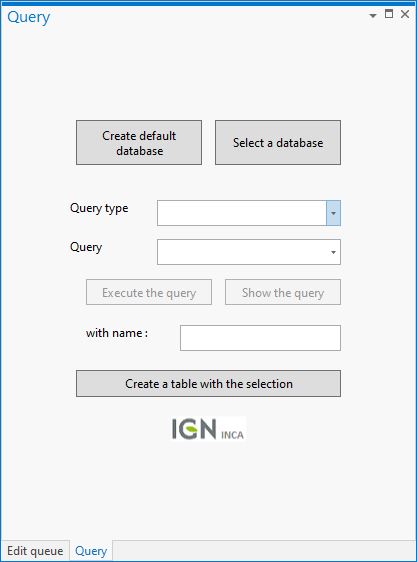 Query
Create default
database
Select a database
Query type
Query
Execute the query
Show the query
with name :
Create a table with the selection
IGN INCA
Edit queue
Query